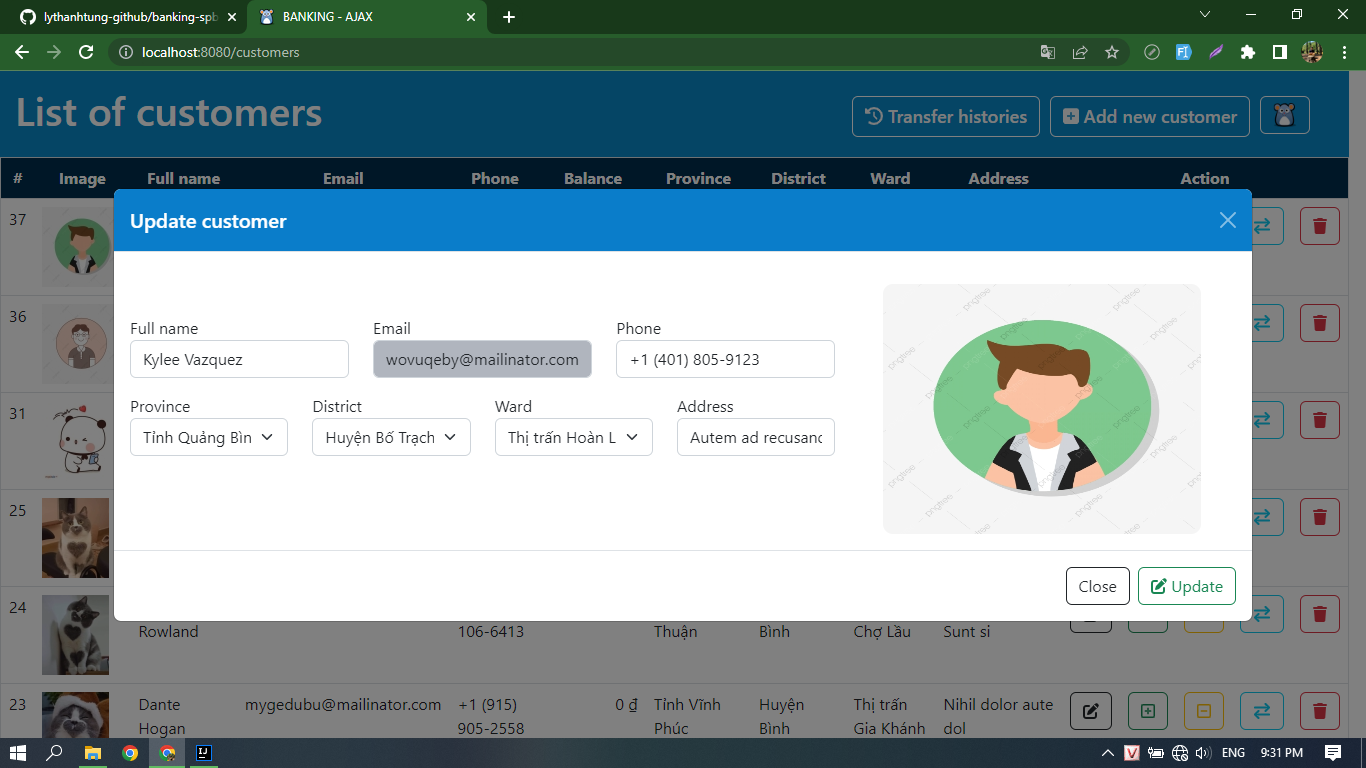 lythanhtung-github/banking-spb
BANKING - AJAX
localhost:8080/customers
List of customers
Transfer histories
Add new customer
# Image Full name Email Phone Balance Province District Ward Address Action
Update customer
37
36
31
25
24
Full name
Email
Phone
Kylee Vazquez
wovuqeby@mailinator.com
+1 (401) 805-9123
Province
District
Ward
Address
Tỉnh Quảng Bìn
Huyện Bố Trạch
Thị trấn Hoàn L
Autem ad recusanc
pngtree
Close
Update
Rowland 106-6413 Thuận Bình Chợ Lầu Sunt si
23 Dante mygedubu@mailinator.com +1 (915) 0 ₫ Tỉnh Vĩnh Huyện Thị trấn Nihil dolor aute
Hogan 905-2558 Phúc Bình Gia Khánh dol
ENG
9:31 PM